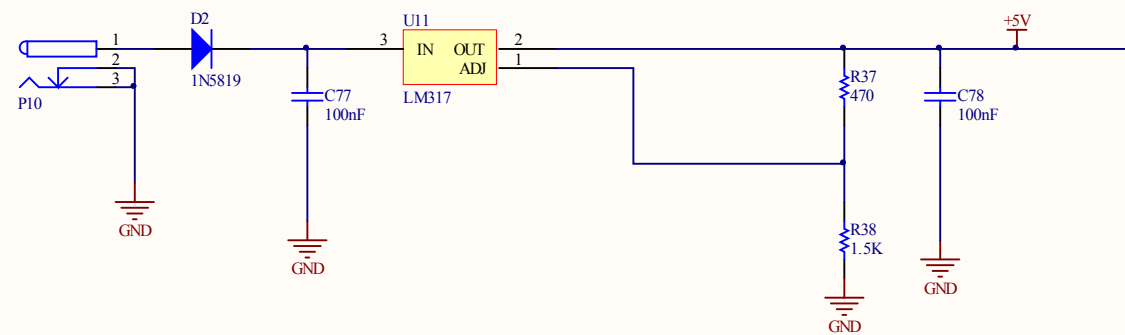 D2
U11
+5V
1
2
3
P10
1N5819
3
IN
OUT
ADJ
2
1
LM317
C77
100nF
R37
470
C78
100nF
R38
1.5K
GND
GND
GND
GND